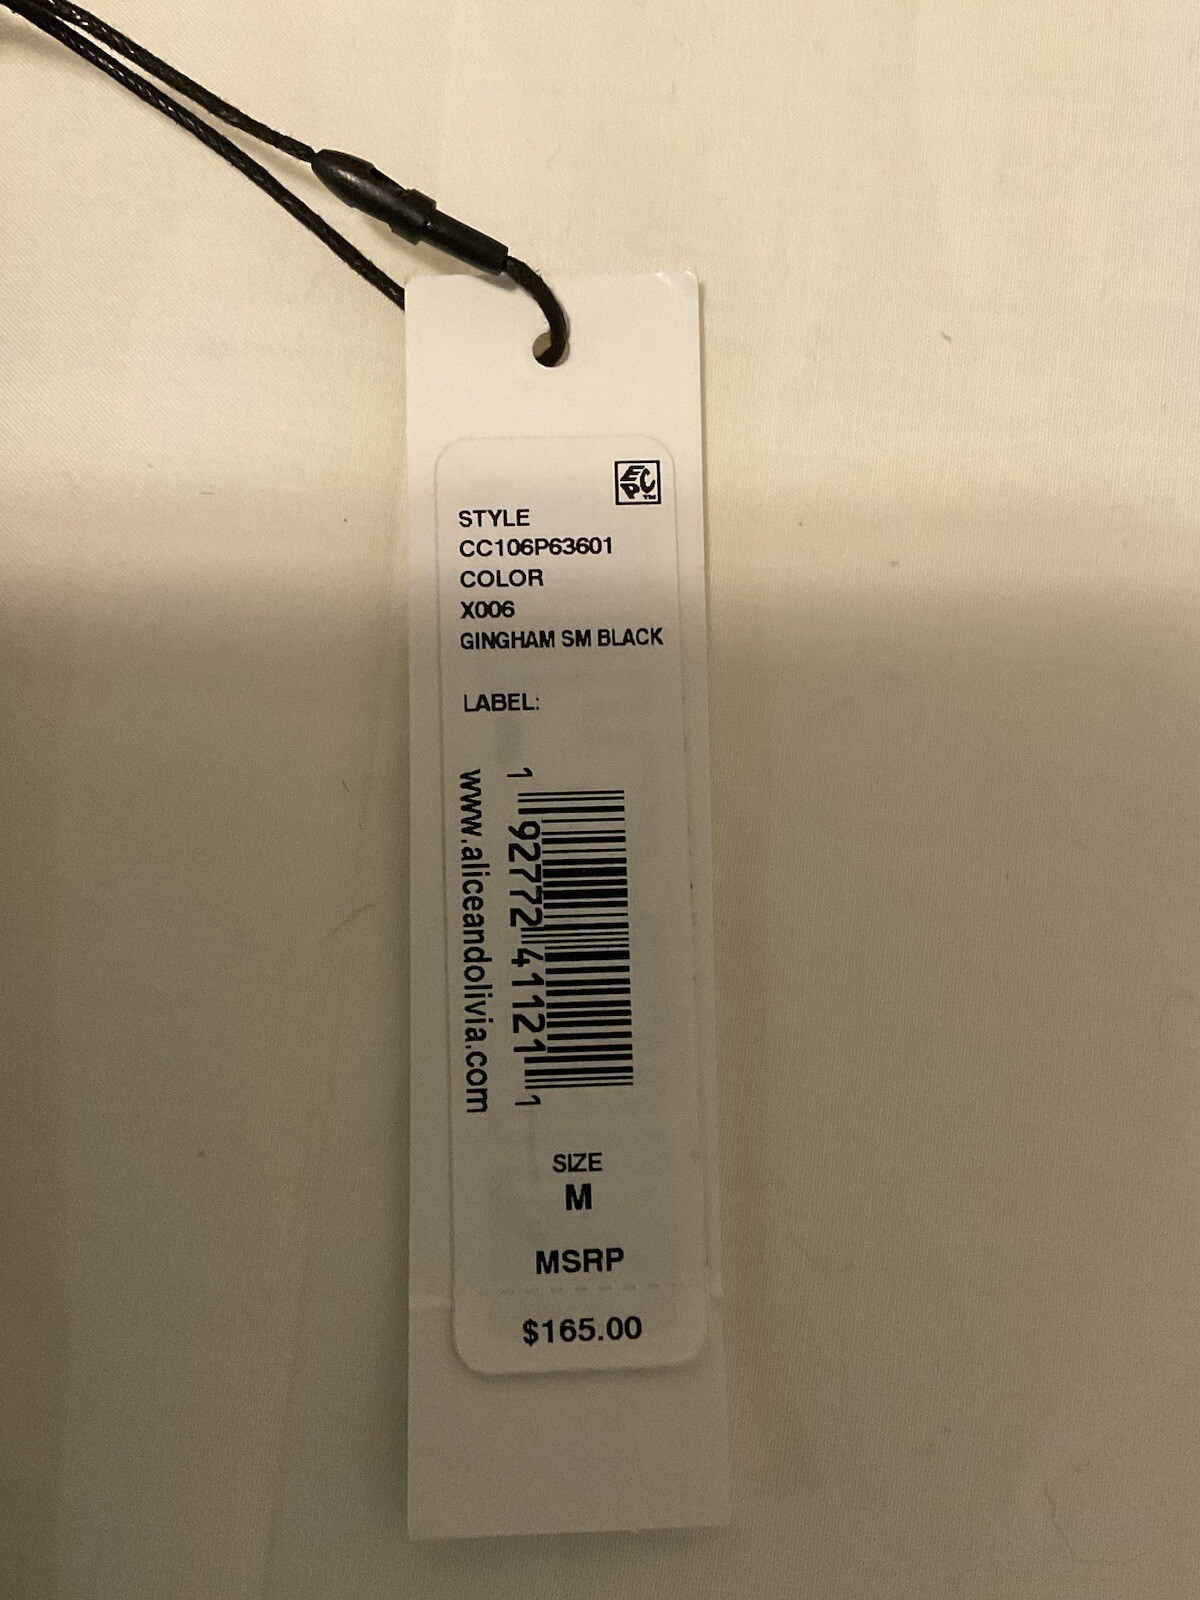 EPC™
STYLE
CC106P63601
COLOR
X006
GINGHAM SM BLACK
LABEL:
1 92772 41121 1
www.aliceandolivia.com
SIZE
M
MSRP
$165.00